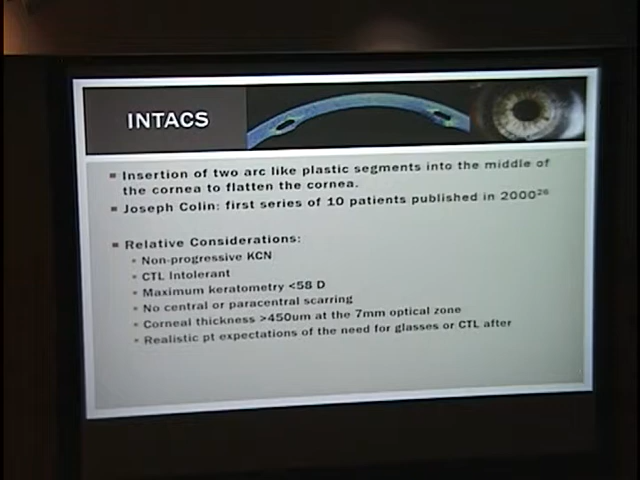 INTACS
▪ Insertion of two arc like plastic segments into the middle of
the cornea to flatten the cornea.
▪ Joseph Colin: first series of 10 patients published in 2000²⁶
▪ Relative Considerations:
▪ Non-progressive KCN
▪ CTL Intolerant
▪ Maximum keratometry <58 D
▪ No central or paracentral scarring
▪ Corneal thickness >450um at the 7mm optical zone
▪ Realistic pt expectations of the need for glasses or CTL after